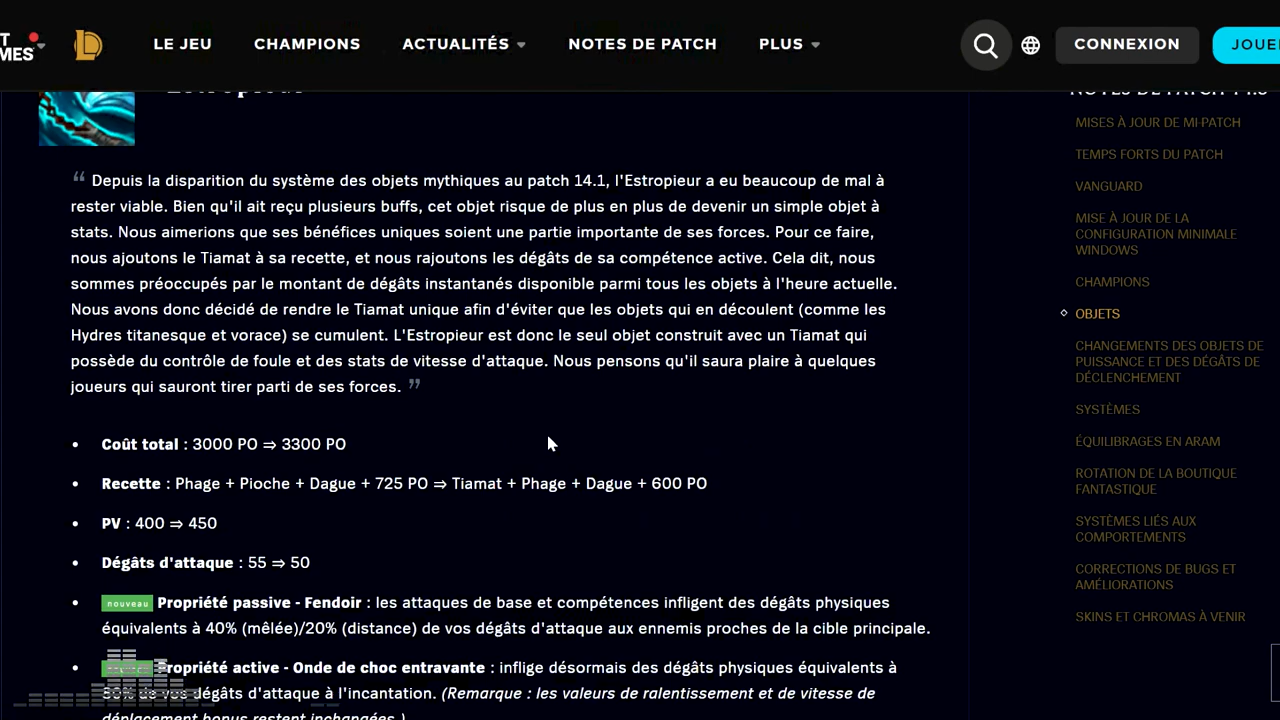 LE JEU CHAMPIONS ACTUALITÉS NOTES DE PATCH PLUS CONNEXION JOUE
“ Depuis la disparition du système des objets mythiques au patch 14.1, l'Estropieur a eu beaucoup de mal à
rester viable. Bien qu'il ait reçu plusieurs buffs, cet objet risque de plus en plus de devenir un simple objet à
stats. Nous aimerions que ses bénéfices uniques soient une partie importante de ses forces. Pour ce faire,
nous ajoutons le Tiamat à sa recette, et nous rajoutons les dégâts de sa compétence active. Cela dit, nous
sommes préoccupés par le montant de dégâts instantanés disponible parmi tous les objets à l'heure actuelle.
Nous avons donc décidé de rendre le Tiamat unique afin d'éviter que les objets qui en découlent (comme les
Hydres titanesque et vorace) se cumulent. L'Estropieur est donc le seul objet construit avec un Tiamat qui
possède du contrôle de foule et des stats de vitesse d'attaque. Nous pensons qu'il saura plaire à quelques
joueurs qui sauront tirer parti de ses forces. ”
• Coût total : 3000 PO ⇒ 3300 PO
• Recette : Phage + Pioche + Dague + 725 PO ⇒ Tiamat + Phage + Dague + 600 PO
• PV : 400 ⇒ 450
• Dégâts d'attaque : 55 ⇒ 50
• nouveau Propriété passive - Fendoir : les attaques de base et compétences infligent des dégâts physiques
équivalents à 40% (mêlée)/20% (distance) de vos dégâts d'attaque aux ennemis proches de la cible principale.
• Propriété active - Onde de choc entravante : inflige désormais des dégâts physiques équivalents à
de vos dégâts d'attaque à l'incantation. (Remarque : les valeurs de ralentissement et de vitesse de
déplacement bonus restent inchangées.)
NOTES DE PATCH
MISES À JOUR DE MI-PATCH
TEMPS FORTS DU PATCH
VANGUARD
MISE À JOUR DE LA
CONFIGURATION MINIMALE
WINDOWS
CHAMPIONS
OBJETS
CHANGEMENTS DES OBJETS DE
PUISSANCE ET DES DÉGÂTS DE
DÉCLENCHEMENT
SYSTÈMES
ÉQUILIBRAGES EN ARAM
ROTATION DE LA BOUTIQUE
FANTASTIQUE
SYSTÈMES LIÉS AUX
COMPORTEMENTS
CORRECTIONS DE BUGS ET
AMÉLIORATIONS
SKINS ET CHROMAS À VENIR